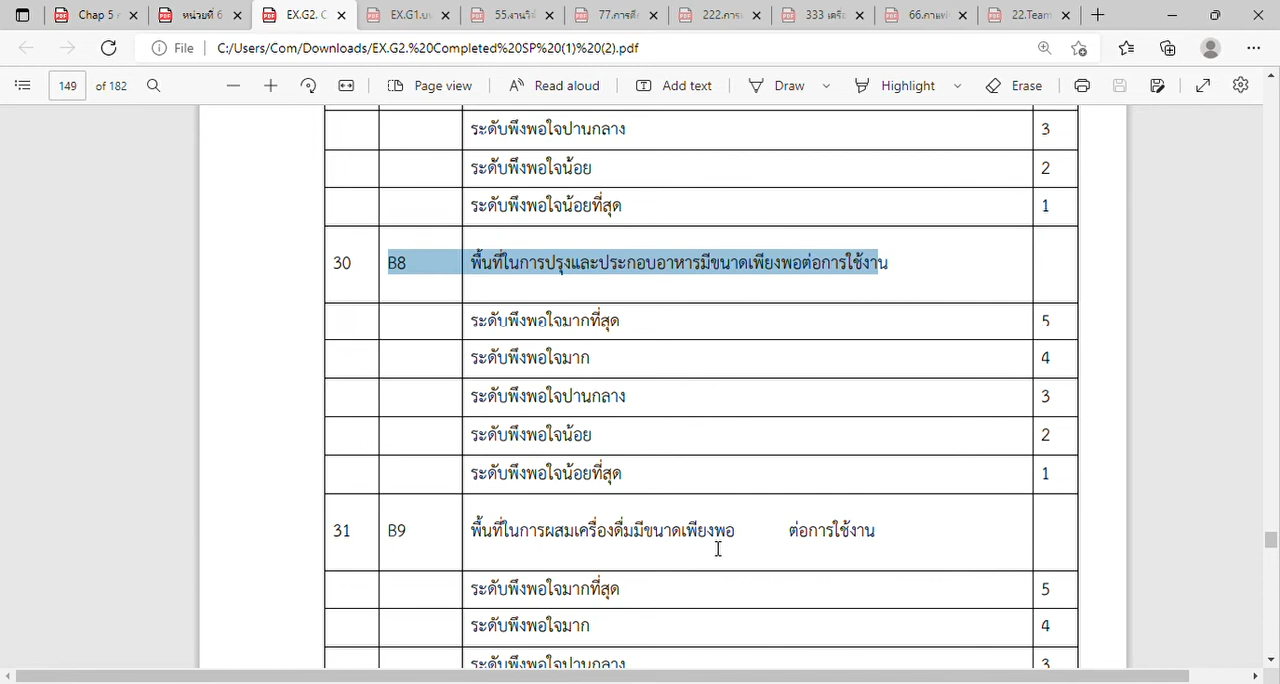 Chap 5
หน่วยที่ 6
EX.G2. C
EX.G1.
55.งานวิ
77.การศึ
222.การ
333
66.
22.Team
File
C:/Users/Com/Downloads/EX.G2.%20Completed%20SP%20(1)%20(2).pdf
149 of 182
Page view
Read aloud
Add text
Draw
Highlight
Erase
ระดับพึงพอใจปานกลาง 3
ระดับพึงพอใจน้อย 2
ระดับพึงพอใจน้อยที่สุด 1
30 B8 พื้นที่ในการปรุงและประกอบอาหารมีขนาดเพียงพอต่อการใช้งาน
ระดับพึงพอใจมากที่สุด 5
ระดับพึงพอใจมาก 4
ระดับพึงพอใจปานกลาง 3
ระดับพึงพอใจน้อย 2
ระดับพึงพอใจน้อยที่สุด 1
31 B9 พื้นที่ในการผสมเครื่องดื่มมีขนาดเพียงพอ ต่อการใช้งาน
ระดับพึงพอใจมากที่สุด 5
ระดับพึงพอใจมาก 4
ระดับพึงพอใจปานกลาง 3